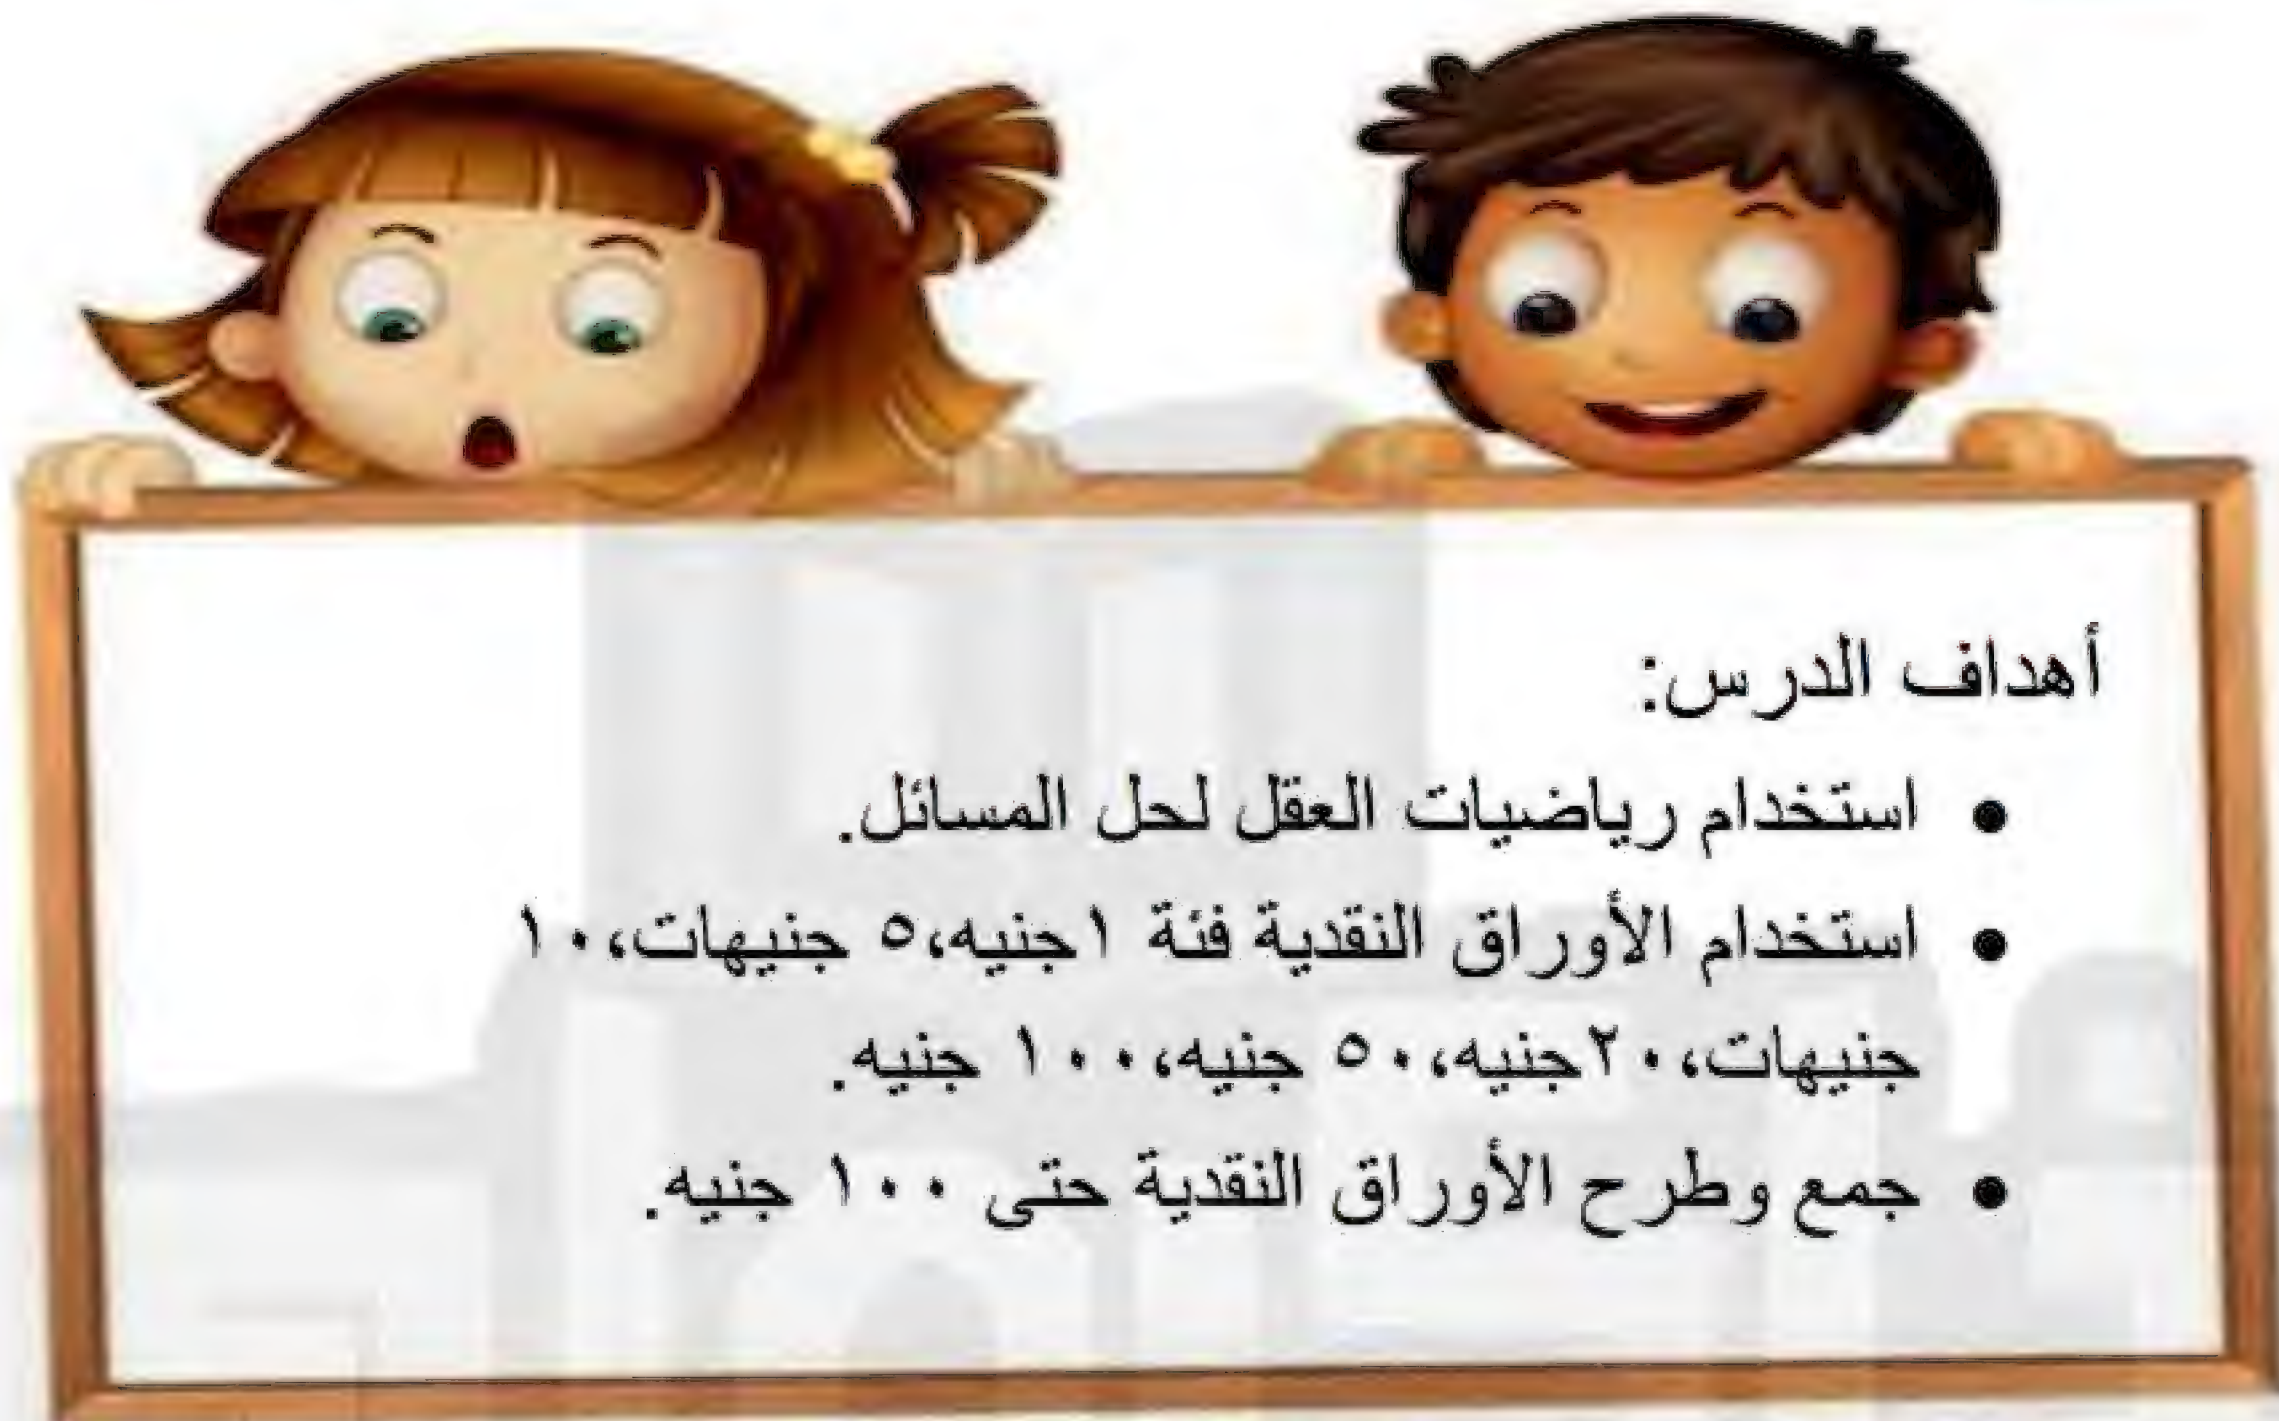 أهداف الدرس:
• استخدام رياضيات العقل لحل المسائل.
• استخدام الأوراق النقدية فئة ١جنيه،٥ جنيهات،١٠
جنيهات،٢٠جنيه،٥٠ جنيه،١٠٠ جنيه.
• جمع وطرح الأوراق النقدية حتى ١٠٠ جنيه.